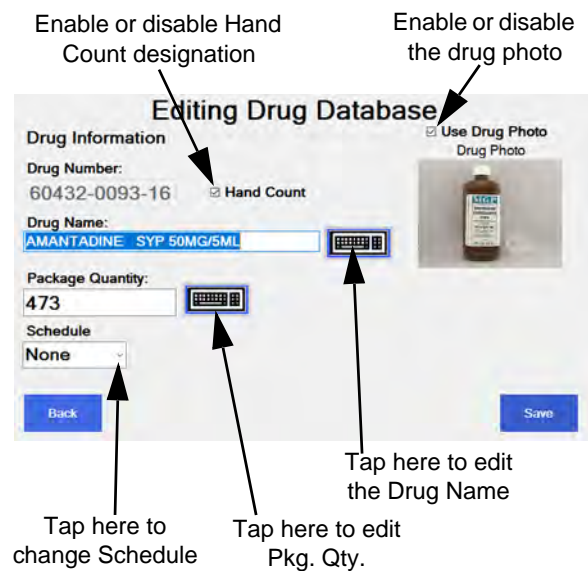 Enable or disable Hand
Count designation
Enable or disable
the drug photo
Editing Drug Database
Drug Information
Use Drug Photo
Drug Photo
Drug Number:
60432-0093-16
Hand Count
MGP
Drug Name:
AMANTADINE SYP 50MG/5ML
Package Quantity:
473
Schedule
None
Back
Save
Tap here to edit
the Drug Name
Tap here to
change Schedule
Tap here to edit
Pkg. Qty.